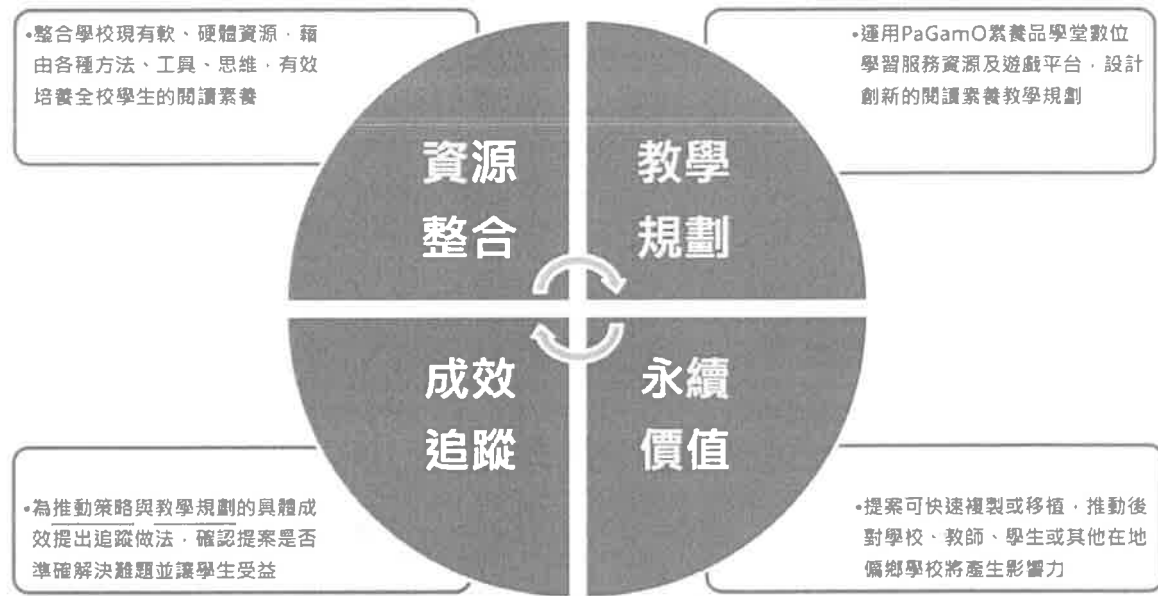 •整合學校現有軟、硬體資源，藉
由各種方法、工具、思維，有效
培養全校學生的閱讀素養
•運用PaGamO素養品學堂數位
學習服務資源及遊戲平台，設計
創新的閱讀素養教學規劃
資源
整合
教學
規劃
成效
追蹤
永續
價值
•為推動策略與教學規劃的具體成
效提出追蹤做法，確認提案是否
準確解決難題並讓學生受益
•提案可快速複製或移植，推動後
對學校、教師、學生或其他在地
偏鄉學校將產生影響力